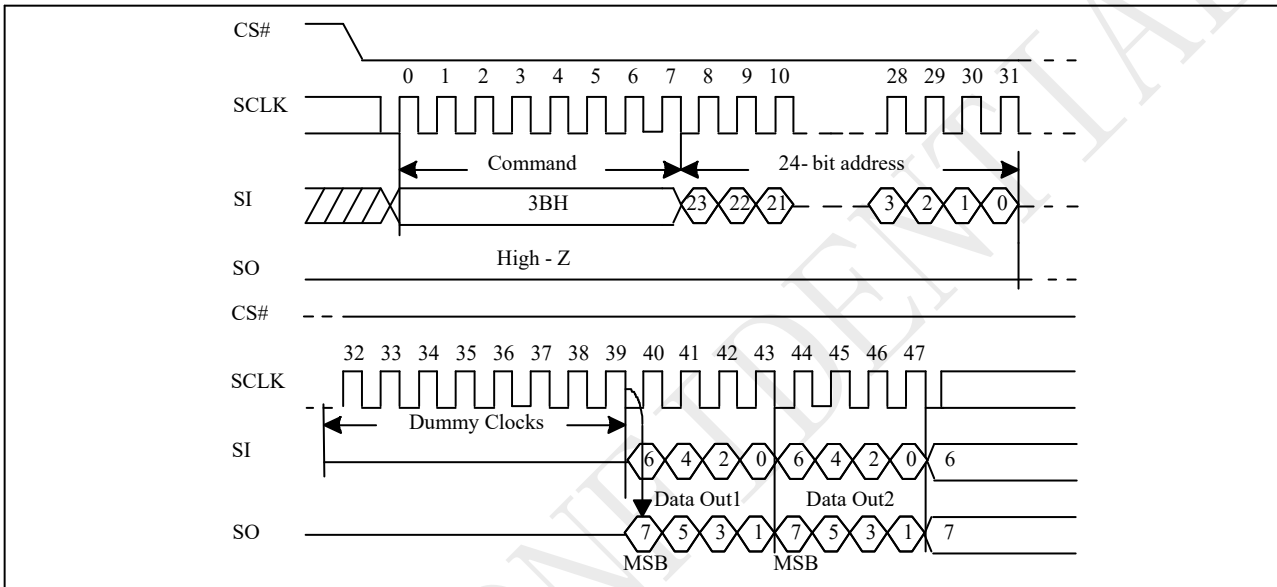 CS#
0 1 2 3 4 5 6 7 8 9 10 28 29 30 31
SCLK
Command 24- bit address
SI 3BH 23 22 21 3 2 1 0
High - Z
SO
CS#
32 33 34 35 36 37 38 39 40 41 42 43 44 45 46 47
SCLK
Dummy Clocks
SI 6 4 2 0 6 4 2 0 6
Data Out1 Data Out2
SO 7 5 3 1 7 5 3 1 7
MSB MSB